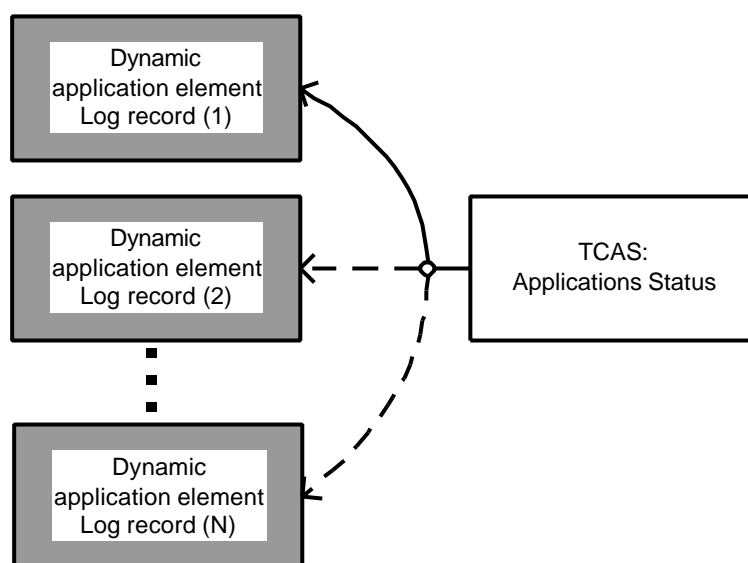 Dynamic
application element
Log record (1)
Dynamic
application element
Log record (2)
TCAS:
Applications Status
Dynamic
application element
Log record (N)